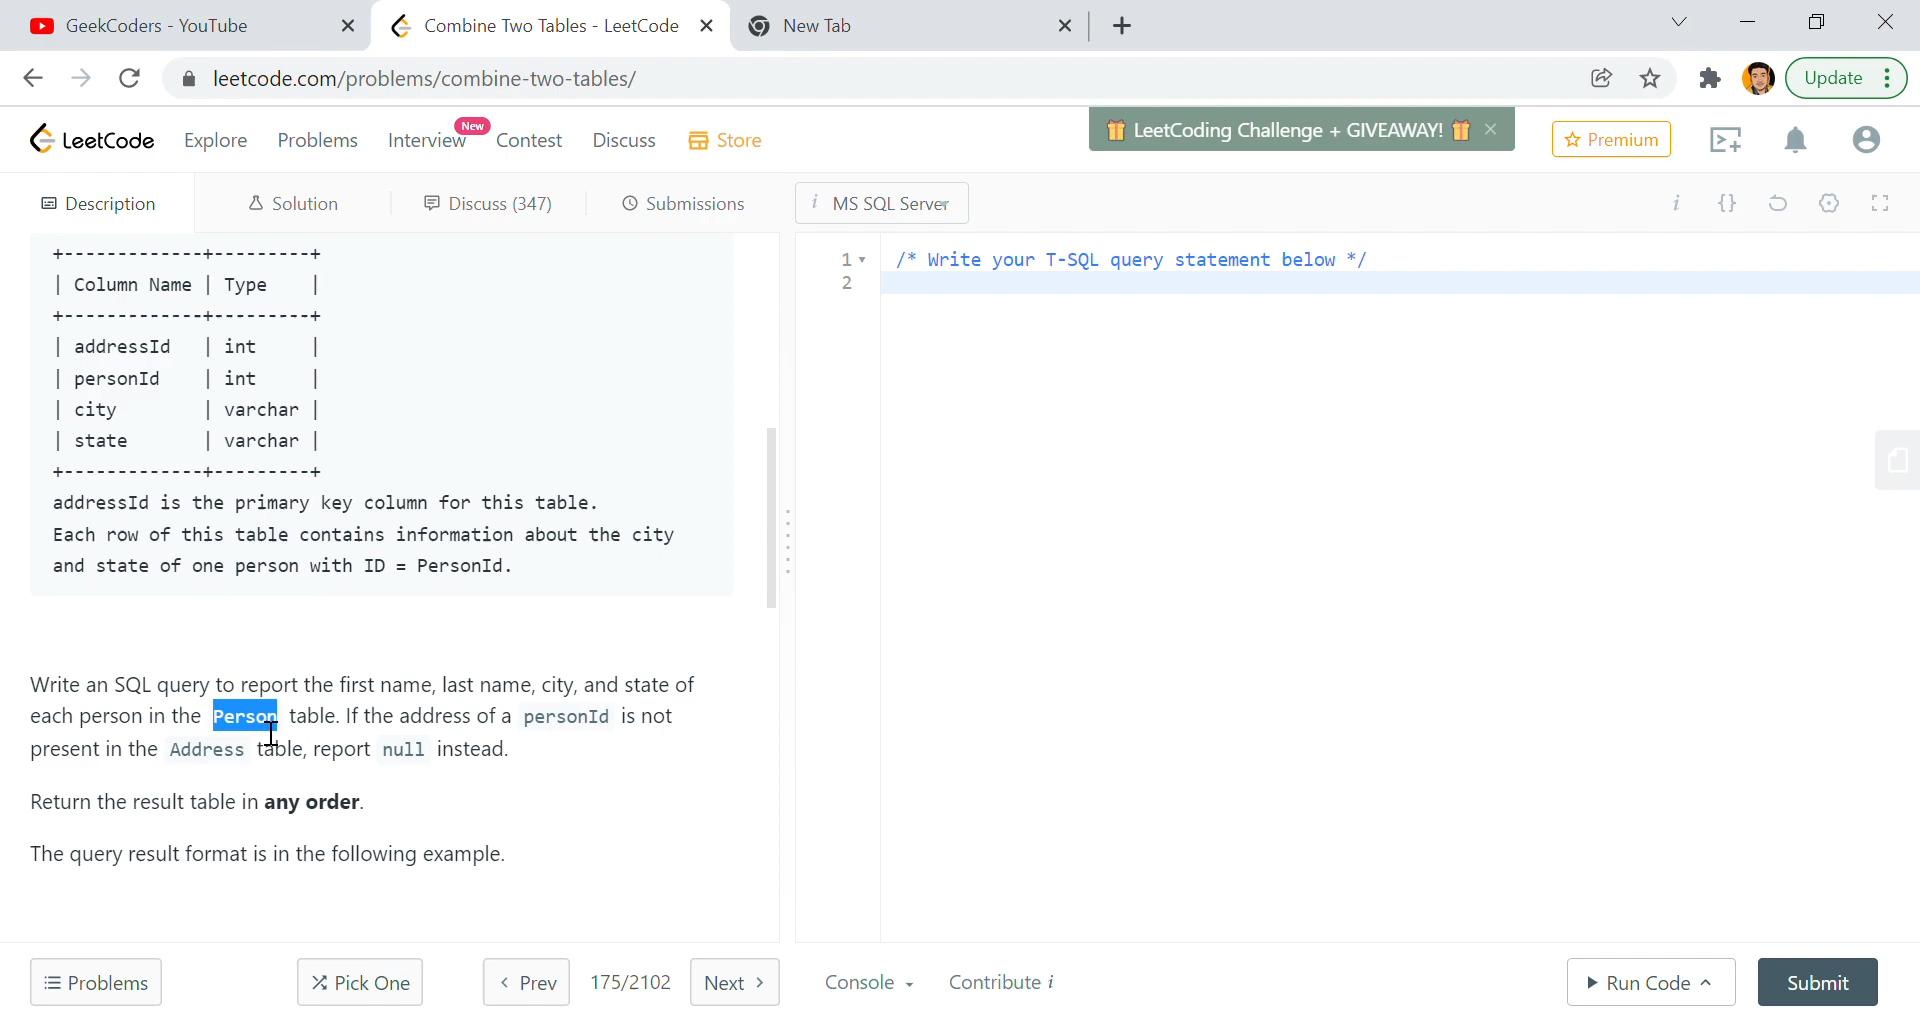 GeekCoders - YouTube
Combine Two Tables - LeetCode
New Tab
leetcode.com/problems/combine-two-tables/
Update
LeetCode
Explore
Problems
Interview
New
Contest
Discuss
Store
LeetCoding Challenge + GIVEAWAY!
Premium
Description
Solution
Discuss (347)
Submissions
i MS SQL Server
i {}
+--------------+---------+
| Column Name | Type |
+--------------+---------+
| addressId | int |
| personId | int |
| city | varchar |
| state | varchar |
+--------------+---------+
addressId is the primary key column for this table.
Each row of this table contains information about the city
and state of one person with ID = PersonId.
Write an SQL query to report the first name, last name, city, and state of
each person in the Person table. If the address of a personId is not
present in the Address table, report null instead.
Return the result table in any order.
The query result format is in the following example.
1 /* Write your T-SQL query statement below */
2
Problems
Pick One
Prev
175/2102
Next
Console
Contribute i
Run Code
Submit